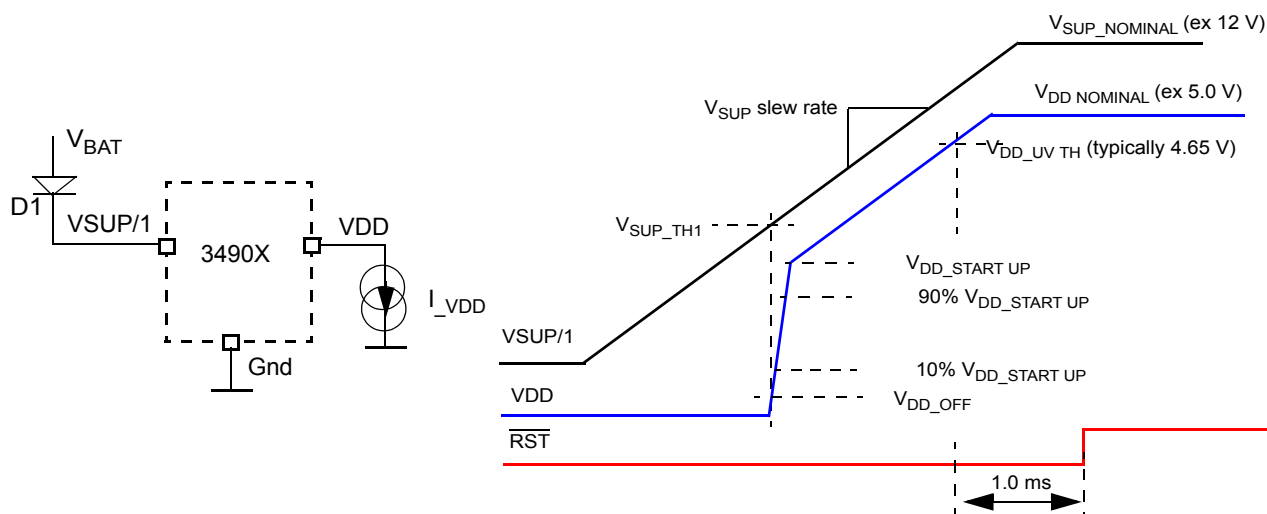 V_BAT
D1
VSUP/1
3490X
VDD
I_VDD
Gnd
V_SUP_NOMINAL (ex 12 V)
V_SUP slew rate
V_DD NOMINAL (ex 5.0 V)
V_DD_UV TH (typically 4.65 V)
V_SUP_TH1
V_DD_START UP
90% V_DD_START UP
VSUP/1
10% V_DD_START UP
VDD
V_DD_OFF
RST
1.0 ms